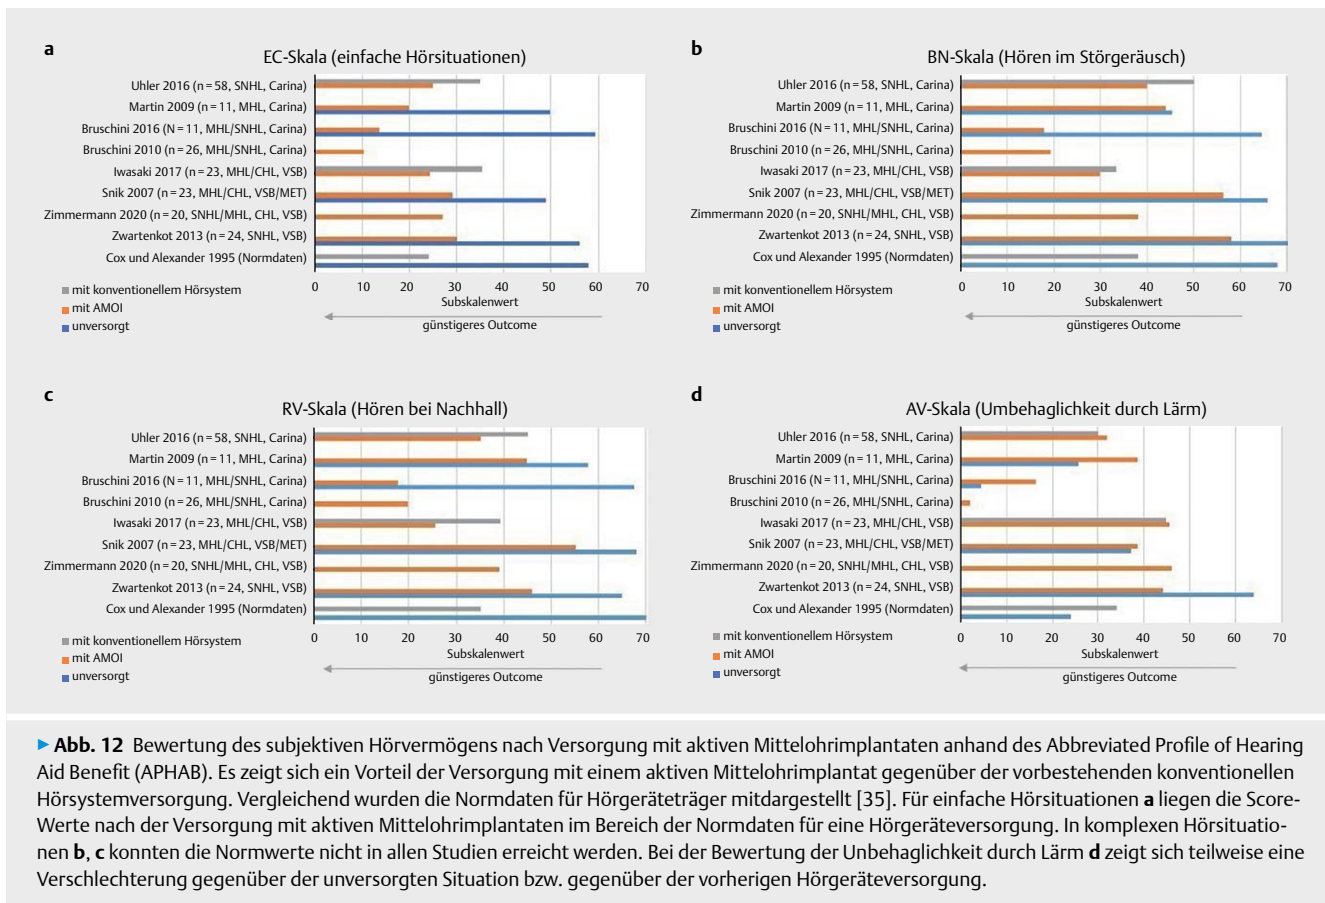 a
EC-Skala (einfache Hörsituationen)
Uhler 2016 (n = 58, SNHL, Carina)
Martin 2009 (n = 11, MHL, Carina)
Bruschini 2016 (N = 11, MHL/SNHL, Carina)
Bruschini 2010 (n = 26, MHL/SNHL, Carina)
Iwasaki 2017 (n = 23, MHL/CHL, VSB)
Snik 2007 (n = 23, MHL/CHL, VSB/MET)
Zimmermann 2020 (n = 20, SNHL/MHL, CHL, VSB)
Zwartenkot 2013 (n = 24, SNHL, VSB)
Cox und Alexander 1995 (Normdaten)
0 10 20 30 40 50 60 70
Subskalenwert
günstigeres Outcome
mit konventionellem Hörsystem
mit AMOI
unversorgt
b
BN-Skala (Hören im Störgeräusch)
Uhler 2016 (n = 58, SNHL, Carina)
Martin 2009 (n = 11, MHL, Carina)
Bruschini 2016 (N = 11, MHL/SNHL, Carina)
Bruschini 2010 (n = 26, MHL/SNHL, Carina)
Iwasaki 2017 (n = 23, MHL/CHL, VSB)
Snik 2007 (n = 23, MHL/CHL, VSB/MET)
Zimmermann 2020 (n = 20, SNHL/MHL, CHL, VSB)
Zwartenkot 2013 (n = 24, SNHL, VSB)
Cox und Alexander 1995 (Normdaten)
0 10 20 30 40 50 60 70
Subskalenwert
günstigeres Outcome
mit konventionellem Hörsystem
mit AMOI
unversorgt
c
RV-Skala (Hören bei Nachhall)
Uhler 2016 (n = 58, SNHL, Carina)
Martin 2009 (n = 11, MHL, Carina)
Bruschini 2016 (N = 11, MHL/SNHL, Carina)
Bruschini 2010 (n = 26, MHL/SNHL, Carina)
Iwasaki 2017 (n = 23, MHL/CHL, VSB)
Snik 2007 (n = 23, MHL/CHL, VSB/MET)
Zimmermann 2020 (n = 20, SNHL/MHL, CHL, VSB)
Zwartenkot 2013 (n = 24, SNHL, VSB)
Cox und Alexander 1995 (Normdaten)
0 10 20 30 40 50 60 70
Subskalenwert
günstigeres Outcome
mit konventionellem Hörsystem
mit AMOI
unversorgt
d
AV-Skala (Umbehaglichkeit durch Lärm)
Uhler 2016 (n = 58, SNHL, Carina)
Martin 2009 (n = 11, MHL, Carina)
Bruschini 2016 (N = 11, MHL/SNHL, Carina)
Bruschini 2010 (n = 26, MHL/SNHL, Carina)
Iwasaki 2017 (n = 23, MHL/CHL, VSB)
Snik 2007 (n = 23, MHL/CHL, VSB/MET)
Zimmermann 2020 (n = 20, SNHL/MHL, CHL, VSB)
Zwartenkot 2013 (n = 24, SNHL, VSB)
Cox und Alexander 1995 (Normdaten)
0 10 20 30 40 50 60 70
Subskalenwert
günstigeres Outcome
mit konventionellem Hörsystem
mit AMOI
unversorgt
▶ Abb. 12 Bewertung des subjektiven Hörvermögens nach Versorgung mit aktiven Mittelohrimplantaten anhand des Abbreviated Profile of Hearing
Aid Benefit (APHAB). Es zeigt sich ein Vorteil der Versorgung mit einem aktiven Mittelohrimplantat gegenüber der vorbestehenden konventionellen
Hörsystemversorgung. Vergleichend wurden die Normdaten für Hörgeräteträger mitdargestellt [35]. Für einfache Hörsituationen a liegen die Score-
Werte nach der Versorgung mit aktiven Mittelohrimplantaten im Bereich der Normdaten für eine Hörgeräteversorgung. In komplexen Hörsituatio-
nen b, c konnten die Normwerte nicht in allen Studien erreicht werden. Bei der Bewertung der Unbehaglichkeit durch Lärm d zeigt sich teilweise eine
Verschlechterung gegenüber der unversorgten Situation bzw. gegenüber der vorherigen Hörgeräteversorgung.